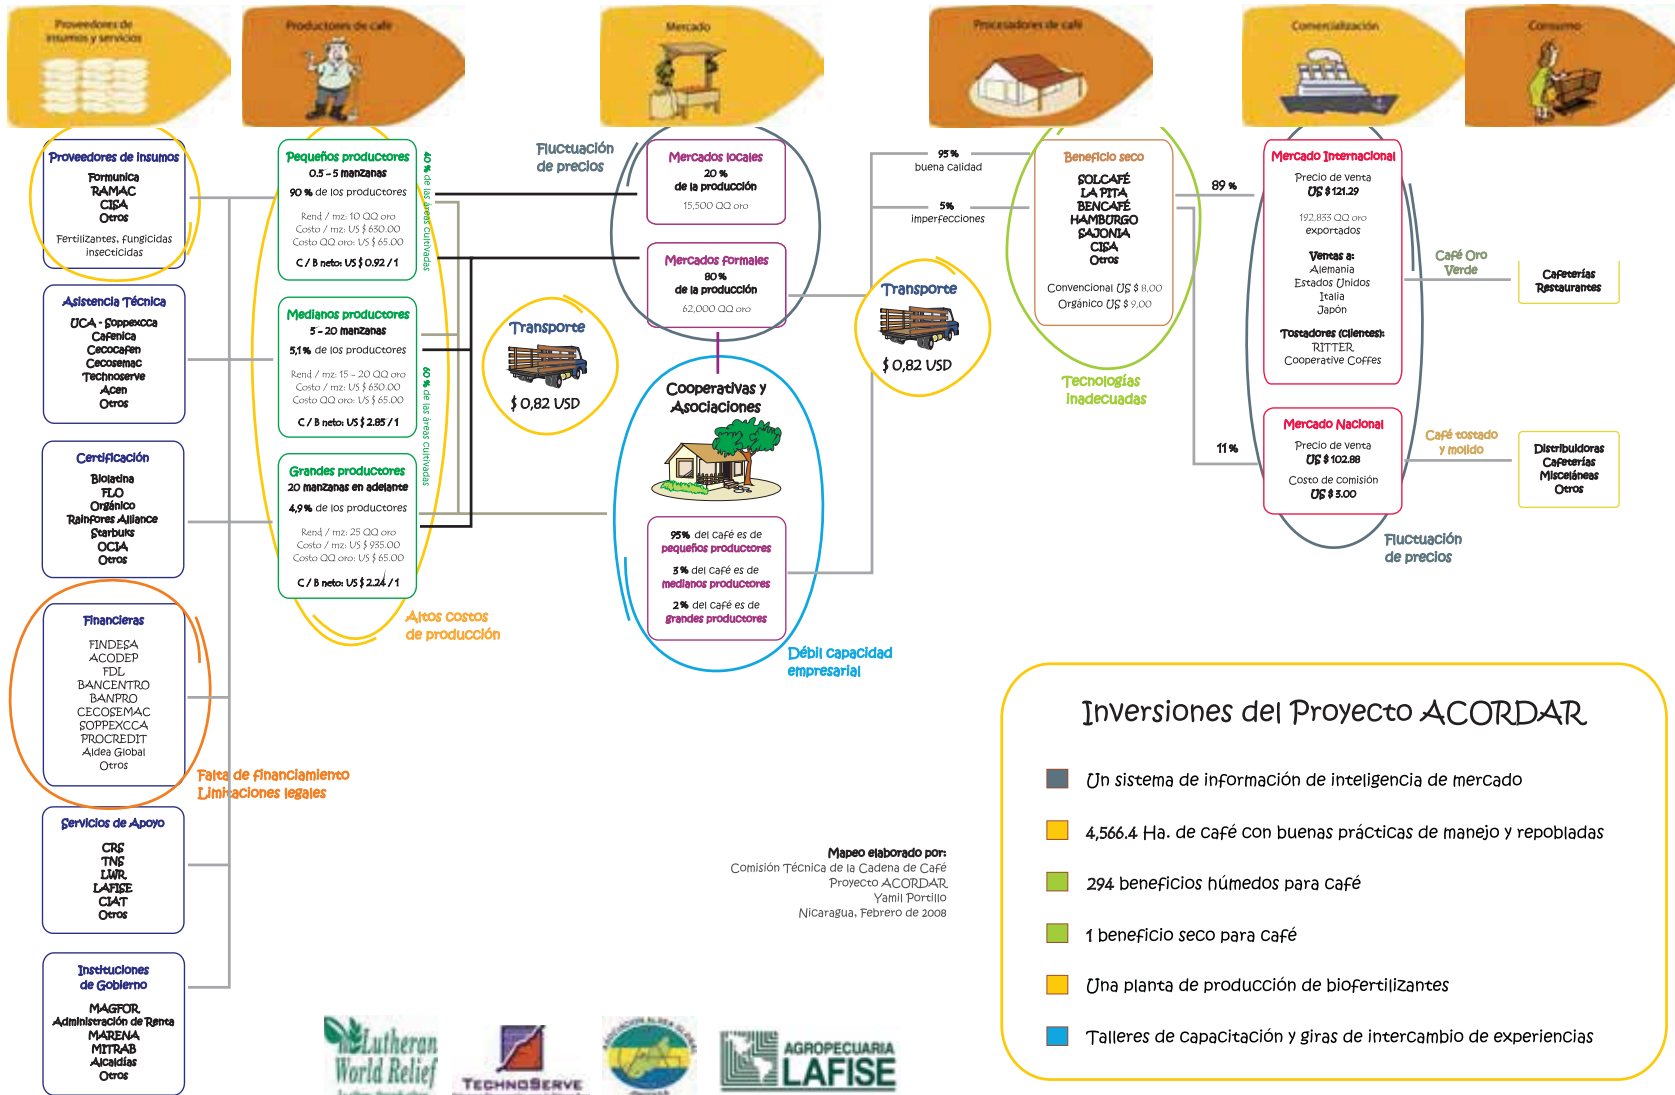 Proveedores de
insumos y servicios
Productores de café
Mercado
Procesadores de café
Comercialización
Consumo
Proveedores de insumos
Formunica
RAMAC
CISA
Otros
Fertilizantes, fungicidas
insecticidas
Asistencia Técnica
UCA - Soppexcca
Cafenica
Cecocafen
Cecosemac
Technoserve
Acen
Otros
Certificación
Biolatina
FLO
Orgánico
Rainfores Alliance
Starbuks
OCIA
Otros
Financieras
FINDESA
ACODEP
FDL
BANCENTRO
BANPRO
CECOSEMAC
SOPPEXCCA
PROCREDIT
Aldea Global
Otros
Falta de financiamiento
Limitaciones legales
Servicios de Apoyo
CRS
TNS
LWR
LAFISE
CIAT
Otros
Instituciones
de Gobierno
MAGFOR
Administración de Renta
MARENA
MITRAB
Alcaldías
Otros
Pequeños productores
0.5 - 5 manzanas
90 % de los productores
Rend / mz: 10 QQ oro
Costo / mz: US $ 630.00
Costo QQ oro: US $ 65.00
C / B neto: US $ 0.92 / 1
40 % de las áreas cultivadas
Medianos productores
5 - 20 manzanas
5,1 % de los productores
Rend / mz: 15 - 20 QQ oro
Costo / mz: US $ 630.00
Costo QQ oro: US $ 65.00
C / B neto: US $ 2.85 / 1
60 % de las áreas cultivadas
Grandes productores
20 manzanas en adelante
4,9 % de los productores
Rend / mz: 25 QQ oro
Costo / mz: US $ 935.00
Costo QQ oro: US $ 65.00
C / B neto: US $ 2.24 / 1
Altos costos
de producción
Transporte
$ 0,82 USD
Fluctuación
de precios
Mercados locales
20 %
de la producción
15,500 QQ oro
Mercados formales
80 %
de la producción
62,000 QQ oro
Cooperativas y
Asociaciones
95% del café es de
pequeños productores
3 % del café es de
medianos productores
2 % del café es de
grandes productores
Débil capacidad
empresarial
Transporte
$ 0,82 USD
95 %
buena calidad
5%
imperfecciones
Beneficio seco
SOLCAFÉ
LA PITA
BENCAFÉ
HAMBURGO
SAJONIA
CISA
Otros
Convencional US $ 8,00
Orgánico US $ 9,00
Tecnologías
inadecuadas
89 %
11 %
Mercado Internacional
Precio de venta
US $ 121.29
192,833 QQ oro
exportados
Ventas a:
Alemania
Estados Unidos
Italia
Japón
Tostadores (Clientes):
RITTER
Cooperative Coffes
Mercado Nacional
Precio de venta
US $ 102.88
Costo de comisión
US $ 3.00
Fluctuación
de precios
Café Oro
Verde
Cafeterías
Restaurantes
Café tostado
y molido
Distribuidoras
Cafeterías
Misceláneas
Otros
Mapeo elaborado por:
Comisión Técnica de la Cadena de Café
Proyecto ACORDAR
Yamil Portillo
Nicaragua, Febrero de 2008
Inversiones del Proyecto ACORDAR
Un sistema de información de inteligencia de mercado
4,566.4 Ha. de café con buenas prácticas de manejo y repobladas
294 beneficios húmedos para café
1 beneficio seco para café
Una planta de producción de biofertilizantes
Talleres de capacitación y giras de intercambio de experiencias
Lutheran
World Relief
TECHNOSERVE
ASOCIACION ALDEA GLOBAL
AGROPECUARIA
LAFISE